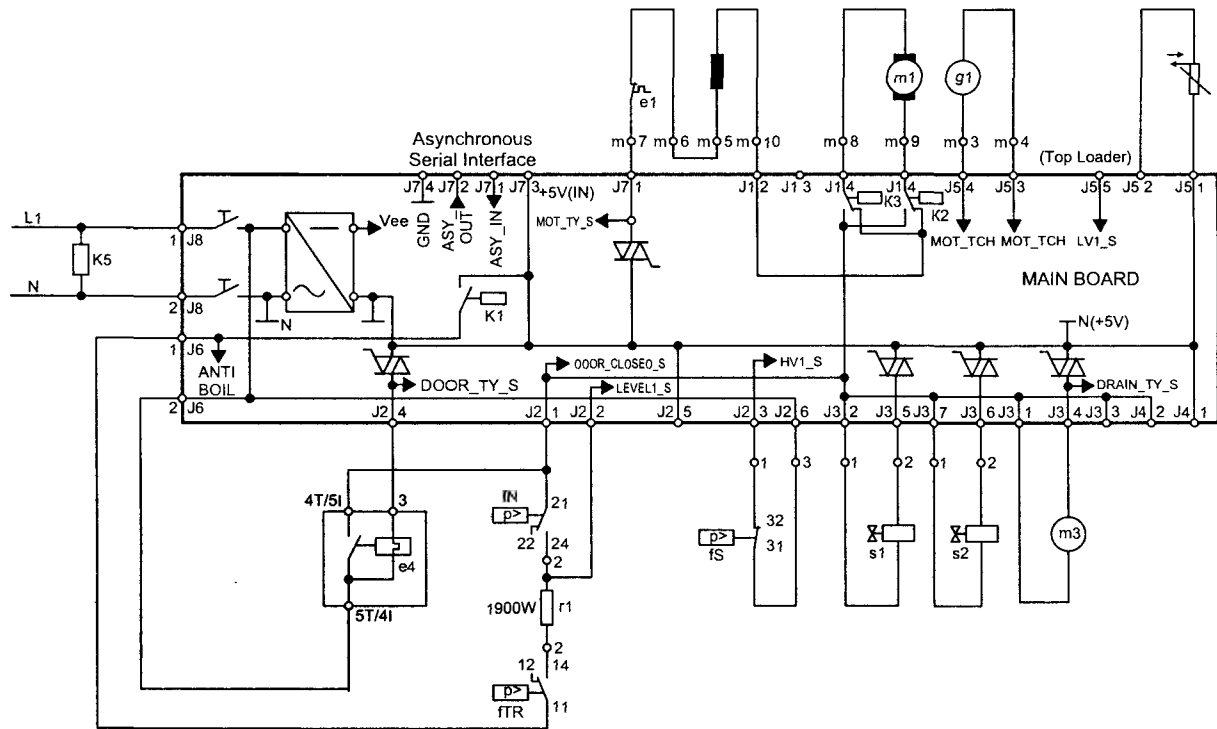 m1
g1
e1
m 7
m 6
m 5
m 10
m 8
m 9
m 3
m 4
(Top Loader)
Asynchronous
Serial Interface
J7 4
J7 2
J7 1
J7 3
+5V(IN)
J7 1
J1 2
J1 3
J1 4
J1 4
J5 4
J5 3
J5 5
J5 2
J5 1
K3
K2
GND
ASY_OUT
ASY_IN
MOT_TY_S
MOT_TCH
MOT_TCH
LV1_S
MAIN BOARD
L1
1 J8
K5
N
2 J8
Vee
N
K1
N(+5V)
1 J6
ANTI
BOIL
2 J6
DOOR_TY_S
DOOR_CLOSE0_S
LEVEL1_S
HV1_S
DRAIN_TY_S
J2 4
J2 1
J2 2
J2 5
J2 3
J2 6
J3 2
J3 5
J3 7
J3 6
J3 1
J3 4
J3 3
J4 2
J4 1
1
3
1
2
1
2
4T/5I
3
fN
p>
21
22
24
2
e4
5T/4I
1900W
r1
2
12
14
p>
fTR
11
p>
fS
32
31
s1
s2
m3